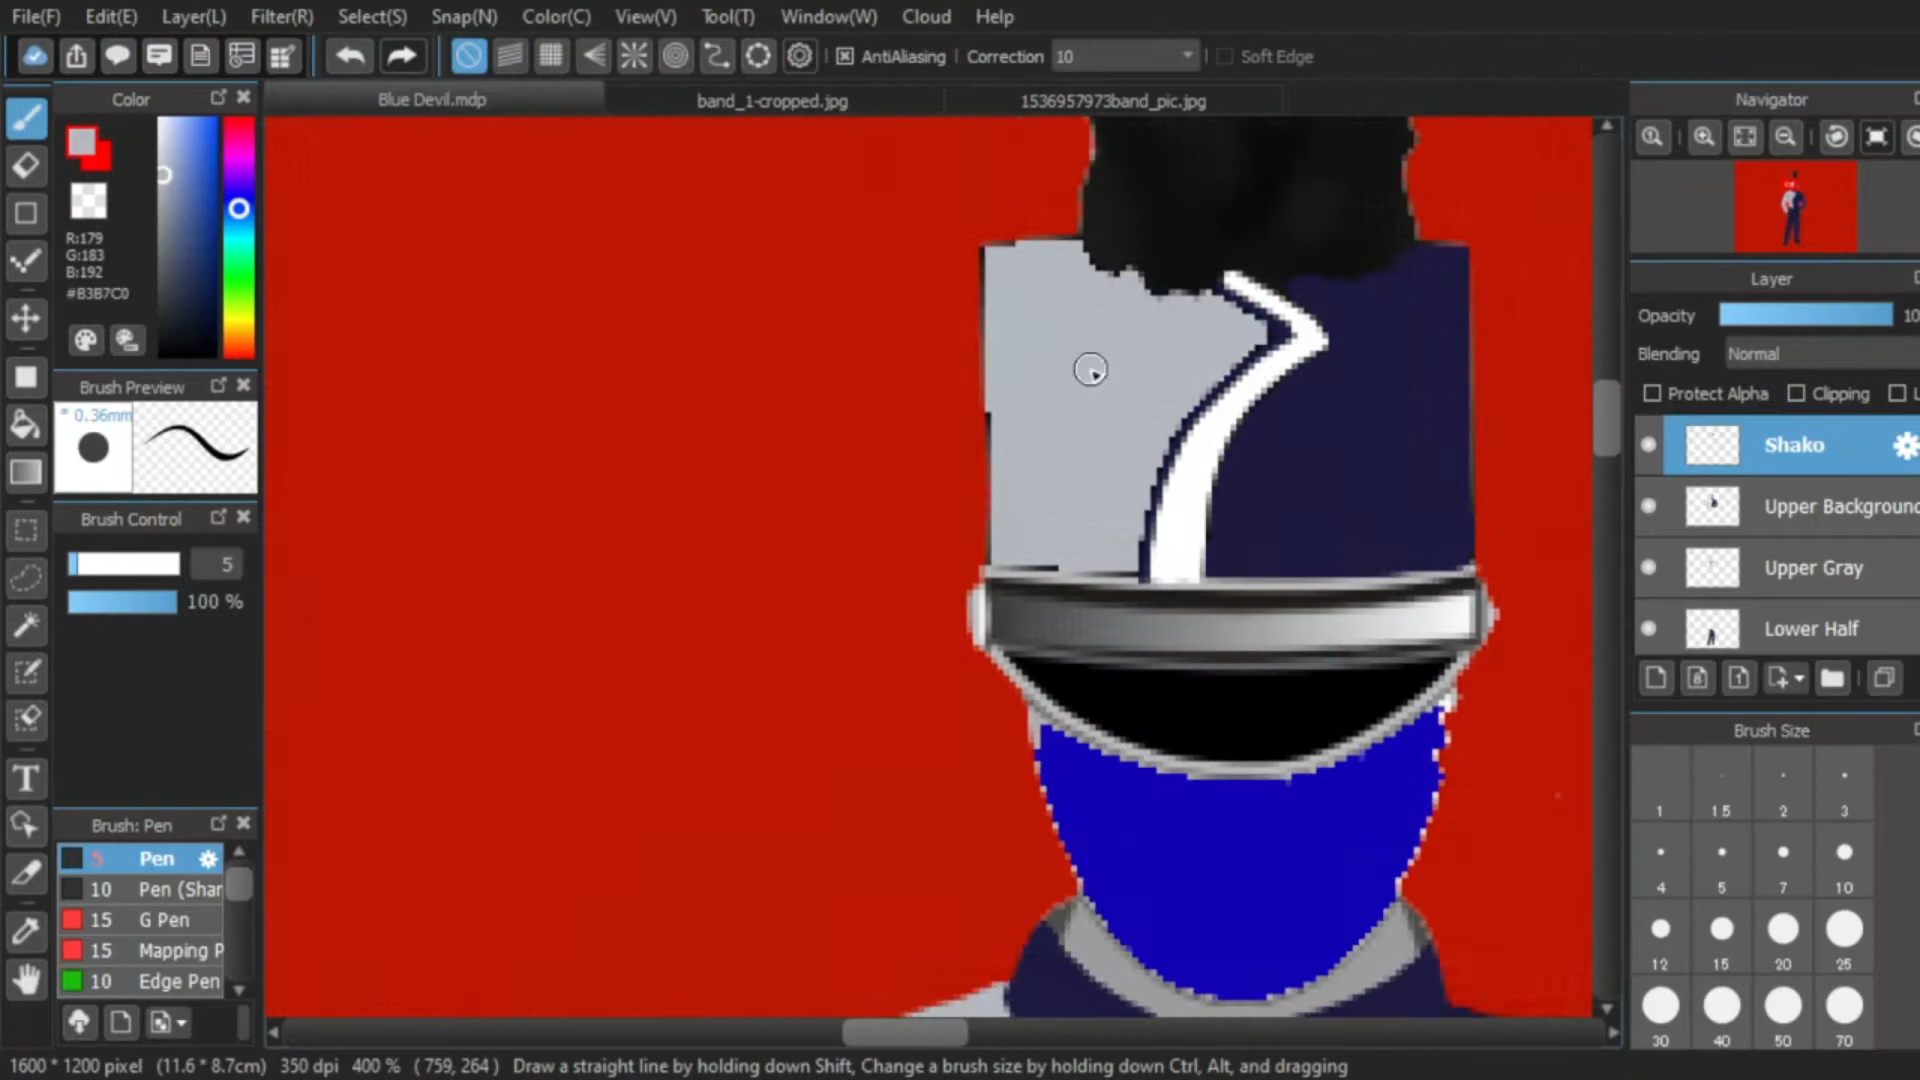 File(F) Edit(E) Layer(L) Filter(R) Select(S) Snap(N) Color(C) View(V) Tool(T) Window(W) Cloud Help
AntiAliasing Correction 10 Soft Edge
Color
Blue Devil.mdp band_1-cropped.jpg 1536957973band_pic.jpg
Navigator
R:179
G:183
B:192
#B3B7C0
Layer
Opacity 10
Blending Normal
Protect Alpha Clipping L
Brush Preview
* 0.36mm
Shako
Upper Background
Upper Gray
Lower Half
Brush Control
5
100 %
Brush Size
1 1.5 2 3
4 5 7 10
12 15 20 25
30 40 50 70
Brush: Pen
5 Pen
10 Pen (Shar
15 G Pen
15 Mapping P
10 Edge Pen
T
1600 * 1200 pixel (11.6 * 8.7cm) 350 dpi 400 % ( 759, 264 ) Draw a straight line by holding down Shift, Change a brush size by holding down Ctrl, Alt, and dragging